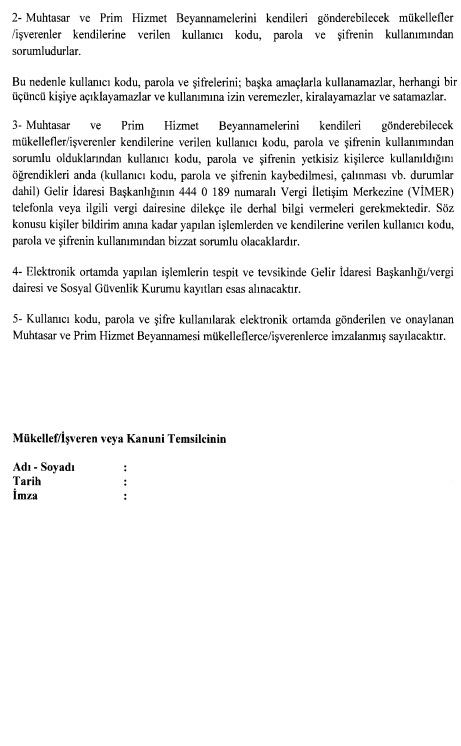 2- Muhtasar ve Prim Hizmet Beyannamelerini kendileri gönderebilecek mükellefler
/işverenler kendilerine verilen kullanıcı kodu, parola ve şifrenin kullanımından
sorumludurlar.
Bu nedenle kullanıcı kodu, parola ve şifrelerini; başka amaçlarla kullanamazlar, herhangi bir
üçüncü kişiye açıklayamazlar ve kullanımına izin veremezler, kiralayamazlar ve satamazlar.
3- Muhtasar ve Prim Hizmet Beyannamelerini kendileri gönderebilecek
mükellefler/işverenler kendilerine verilen kullanıcı kodu, parola ve şifrenin kullanımından
sorumlu olduklarından kullanıcı kodu, parola ve şifrenin yetkisiz kişilerce kullanıldığını
öğrendikleri anda (kullanıcı kodu, parola ve şifrenin kaybedilmesi, çalınması vb. durumlar
dahil) Gelir İdaresi Başkanlığının 444 0 189 numaralı Vergi İletişim Merkezine (VİMER)
telefonla veya ilgili vergi dairesine dilekçe ile derhal bilgi vermeleri gerekmektedir. Söz
konusu kişiler bildirim anına kadar yapılan işlemlerden ve kendilerine verilen kullanıcı kodu,
parola ve şifrenin kullanımından bizzat sorumlu olacaklardır.
4- Elektronik ortamda yapılan işlemlerin tespit ve tevsikinde Gelir İdaresi Başkanlığı/vergi
dairesi ve Sosyal Güvenlik Kurumu kayıtları esas alınacaktır.
5- Kullanıcı kodu, parola ve şifre kullanılarak elektronik ortamda gönderilen ve onaylanan
Muhtasar ve Prim Hizmet Beyannamesi mükelleflerce/işverenlerce imzalanmış sayılacaktır.
Mükellef/İşveren veya Kanuni Temsilcinin
Adı - Soyadı :
Tarih :
İmza :